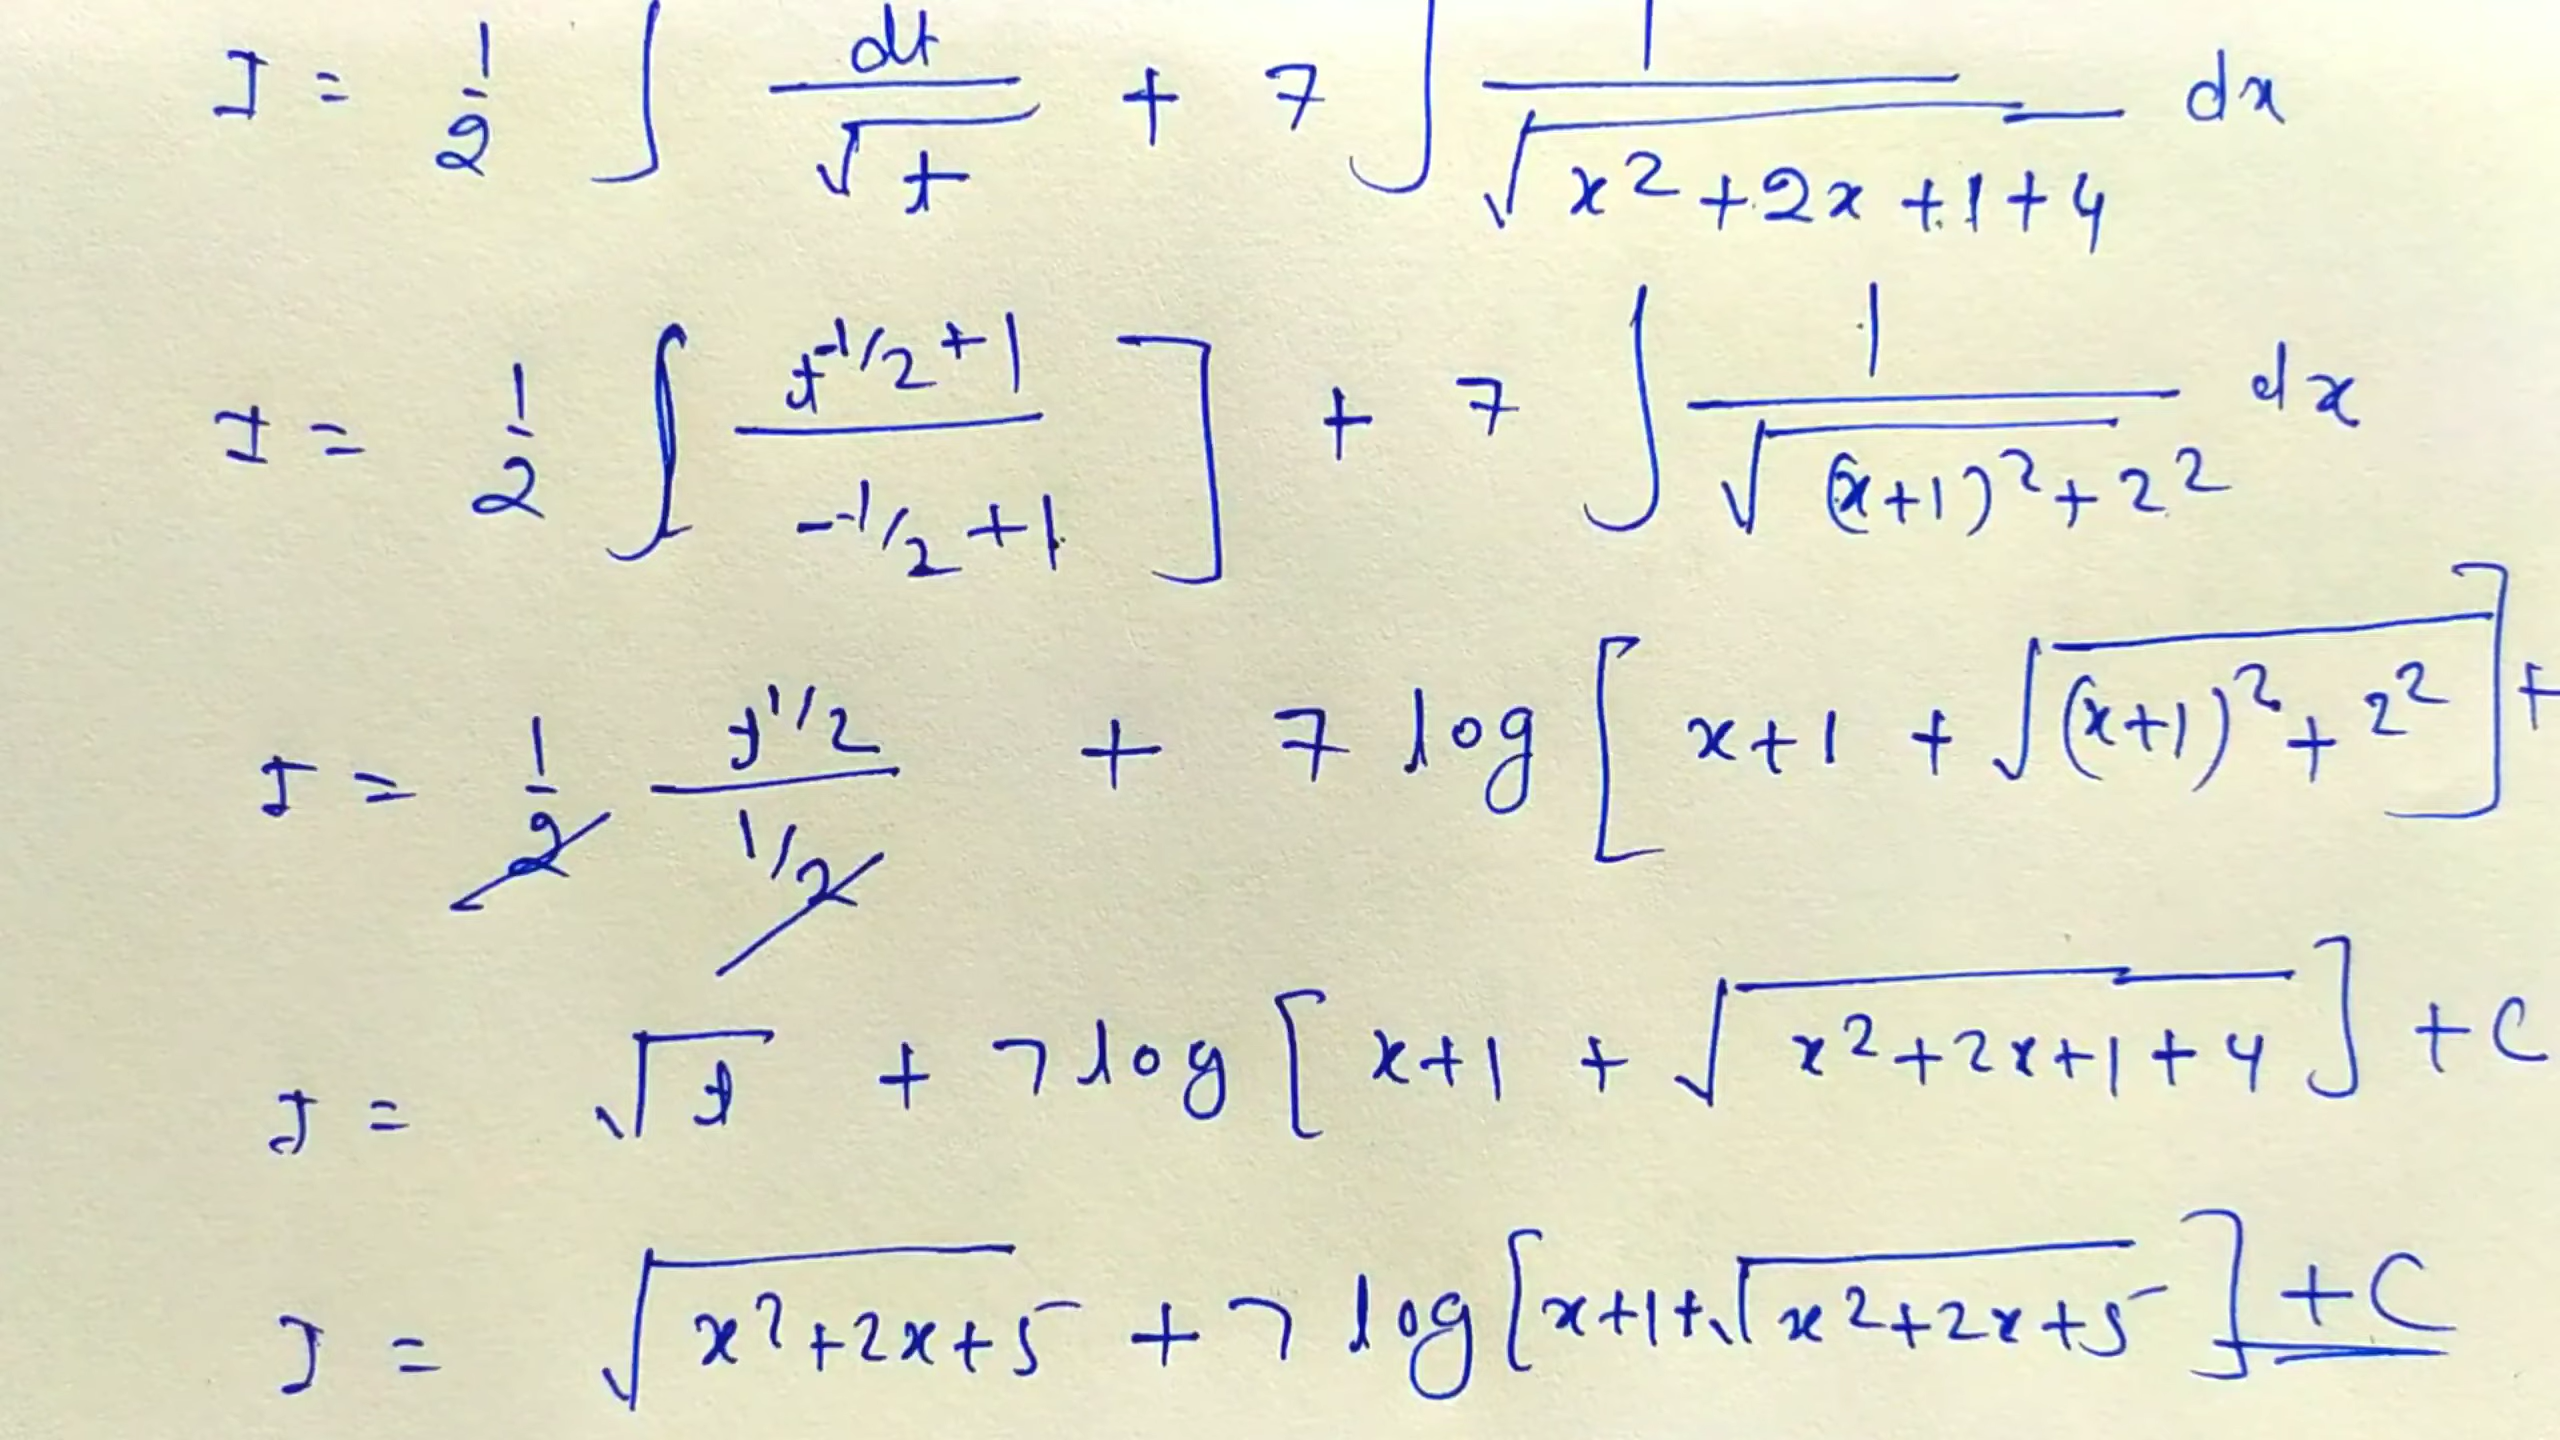 I = 1/2 ∫ dt/√t + 7 ∫ 1/√(x² + 2x + 1 + 4) dx
I = 1/2 ∫ t^(-1/2 + 1)/(-1/2 + 1) ] + 7 ∫ 1/√((x+1)² + 2²) dx
I = 1/2 t^(1/2)/(1/2) + 7 log [ x+1 + √((x+1)² + 2²) ] +
I = √t + 7 log [ x+1 + √(x² + 2x + 1 + 4) ] + C
I = √(x² + 2x + 5) + 7 log [ x+1 + √(x² + 2x + 5) ] + C